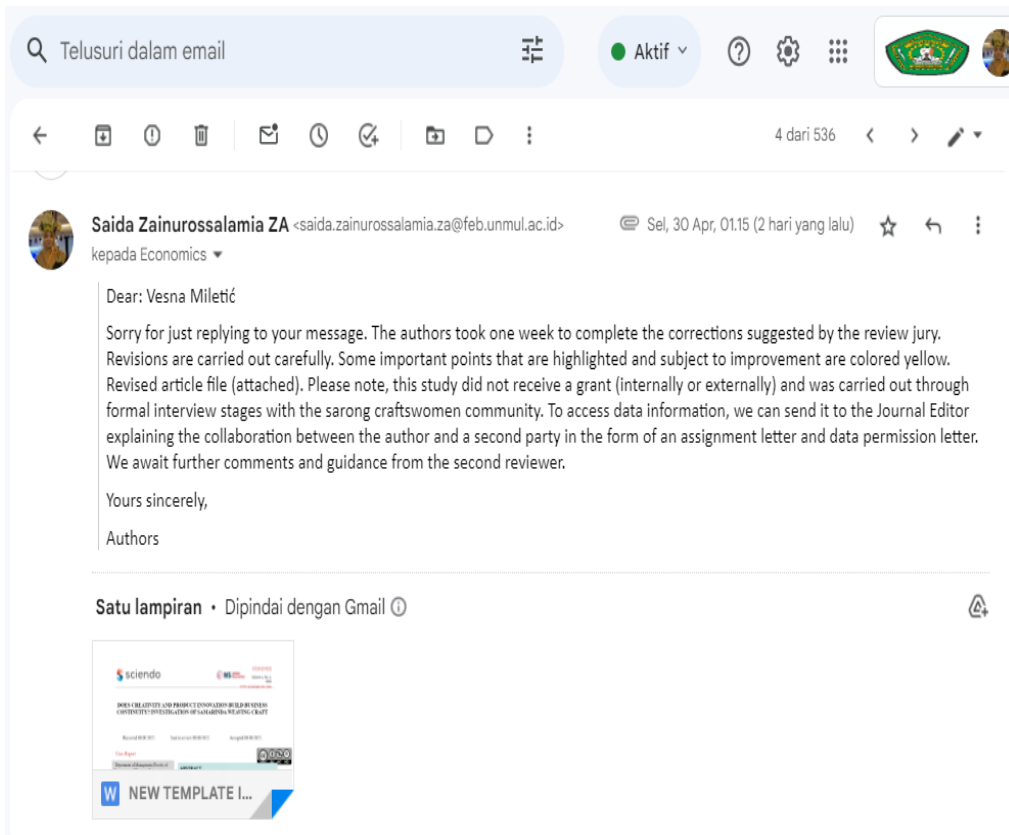 Telusuri dalam email
Aktif
4 dari 536
Saida Zainurossalamia ZA <saida.zainurossalamia.za@feb.unmul.ac.id>
Sel, 30 Apr, 01.15 (2 hari yang lalu)
kepada Economics
Dear: Vesna Miletić
Sorry for just replying to your message. The authors took one week to complete the corrections suggested by the review jury.
Revisions are carried out carefully. Some important points that are highlighted and subject to improvement are colored yellow.
Revised article file (attached). Please note, this study did not receive a grant (internally or externally) and was carried out through
formal interview stages with the sarong craftswomen community. To access data information, we can send it to the Journal Editor
explaining the collaboration between the author and a second party in the form of an assignment letter and data permission letter.
We await further comments and guidance from the second reviewer.
Yours sincerely,
Authors
Satu lampiran • Dipindai dengan Gmail
sciendo
DOES CREATIVITY AND PRODUCT INNOVATION BUILD BUSINESS
CONTINUITY? INVESTIGATION OF SAMARINDA WEAVING CRAFT
ABSTRACT
W NEW TEMPLATE I...